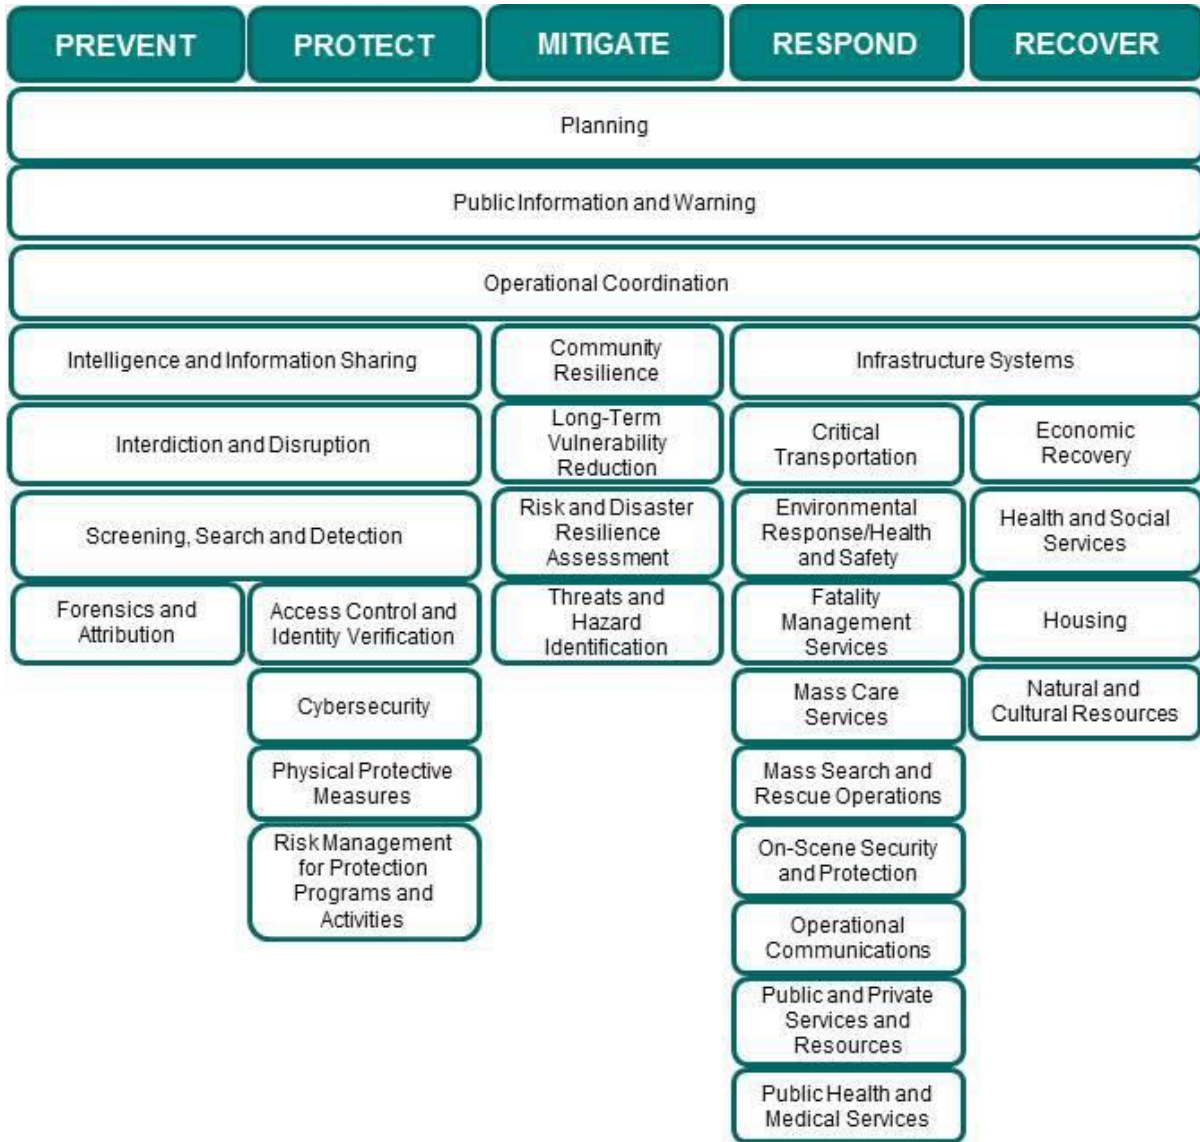 PREVENT
PROTECT
MITIGATE
RESPOND
RECOVER
Planning
Public Information and Warning
Operational Coordination
Intelligence and Information Sharing
Community
Resilience
Infrastructure Systems
Interdiction and Disruption
Long-Term
Vulnerability
Reduction
Critical
Transportation
Economic
Recovery
Screening, Search and Detection
Risk and Disaster
Resilience
Assessment
Environmental
Response/Health
and Safety
Health and Social
Services
Forensics and
Attribution
Access Control and
Identity Verification
Threats and
Hazard
Identification
Fatality
Management
Services
Housing
Cybersecurity
Mass Care
Services
Natural and
Cultural Resources
Physical Protective
Measures
Mass Search and
Rescue Operations
Risk Management
for Protection
Programs and
Activities
On-Scene Security
and Protection
Operational
Communications
Public and Private
Services and
Resources
Public Health and
Medical Services